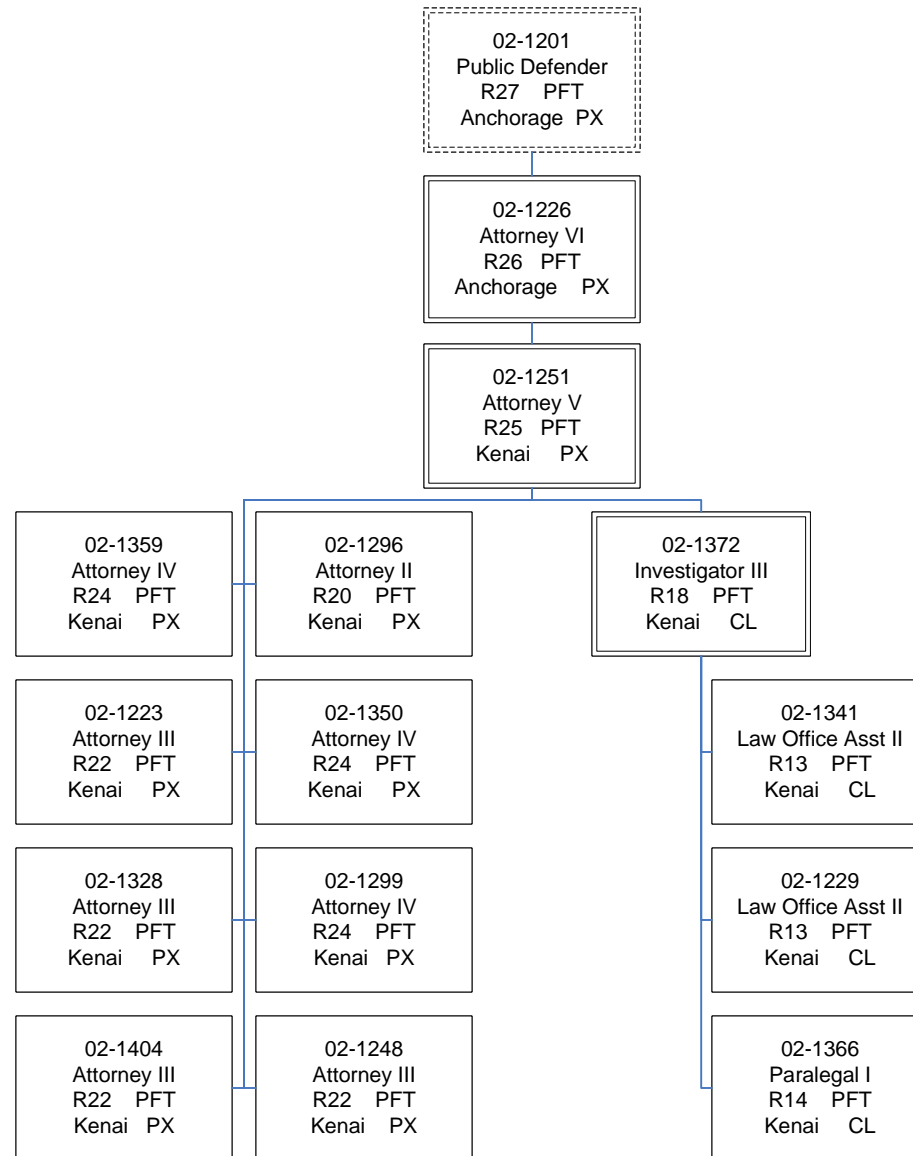 02-1201
Public Defender
R27 PFT
Anchorage PX
02-1226
Attorney VI
R26 PFT
Anchorage PX
02-1251
Attorney V
R25 PFT
Kenai PX
02-1359
Attorney IV
R24 PFT
Kenai PX
02-1296
Attorney II
R20 PFT
Kenai PX
02-1372
Investigator III
R18 PFT
Kenai CL
02-1223
Attorney III
R22 PFT
Kenai PX
02-1350
Attorney IV
R24 PFT
Kenai PX
02-1341
Law Office Asst II
R13 PFT
Kenai CL
02-1328
Attorney III
R22 PFT
Kenai PX
02-1299
Attorney IV
R24 PFT
Kenai PX
02-1229
Law Office Asst II
R13 PFT
Kenai CL
02-1404
Attorney III
R22 PFT
Kenai PX
02-1248
Attorney III
R22 PFT
Kenai PX
02-1366
Paralegal I
R14 PFT
Kenai CL